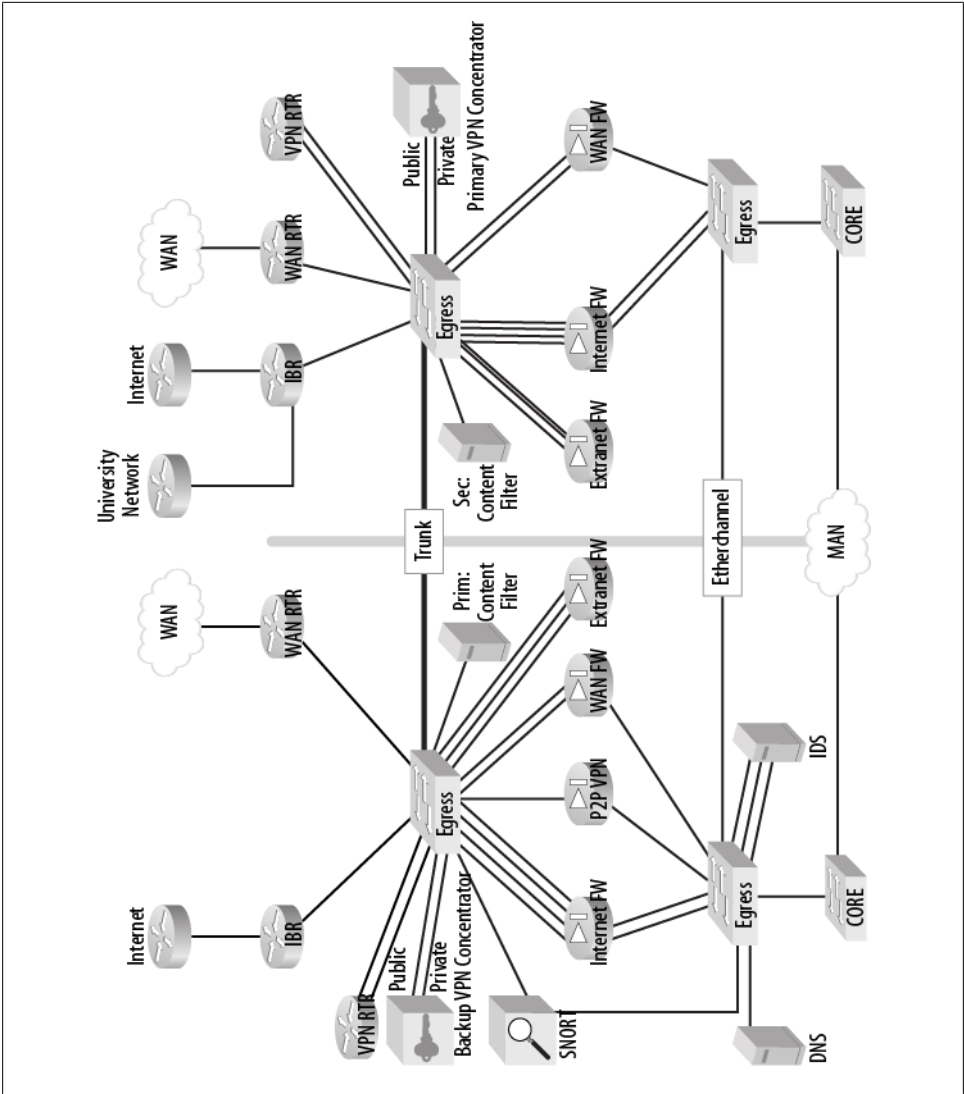 Internet
IBR
VPN RTR
Public
Private
Backup VPN Concentrator
SNORT
DNS
WAN
WAN RTR
Egress
Prim:
Content
Filter
Internet FW
P2P VPN
WAN FW
Extranet FW
Egress
IDS
CORE
Trunk
Etherchannel
MAN
University
Network
Internet
IBR
WAN
WAN RTR
VPN RTR
Public
Private
Primary VPN Concentrator
Egress
Sec:
Content
Filter
Extranet FW
Internet FW
WAN FW
Egress
CORE